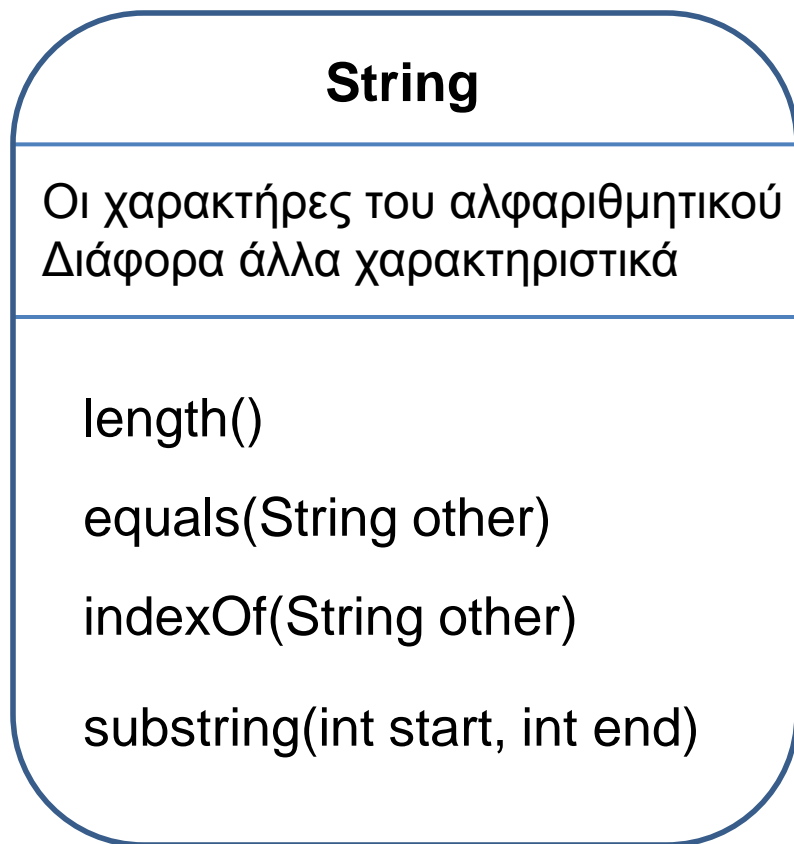 String
Οι χαρακτήρες του αλφαριθμητικού
Διάφορα άλλα χαρακτηριστικά
length()
equals(String other)
indexOf(String other)
substring(int start, int end)